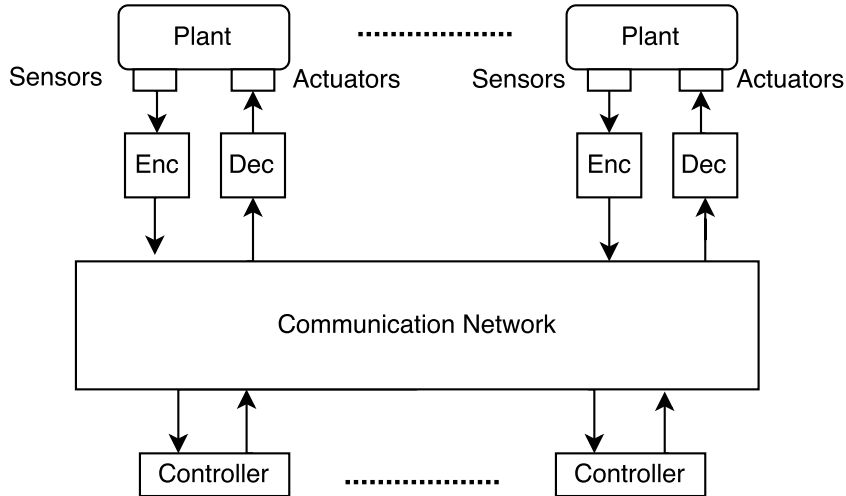 Plant
Plant
Sensors
Actuators
Sensors
Actuators
Enc
Dec
Enc
Dec
Communication Network
Controller
Controller